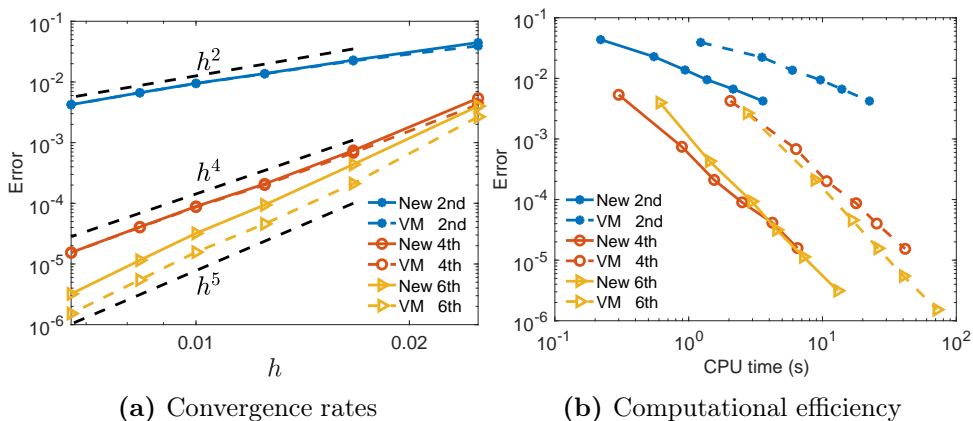 10^-1
10^-2
10^-3
10^-4
10^-5
10^-6
Error
h^2
h^4
h^5
New 2nd
VM 2nd
New 4th
VM 4th
New 6th
VM 6th
0.01
0.02
h
(a) Convergence rates
10^-1
10^-2
10^-3
10^-4
10^-5
10^-6
Error
New 2nd
VM 2nd
New 4th
VM 4th
New 6th
VM 6th
10^-1
10^0
10^1
10^2
CPU time (s)
(b) Computational efficiency